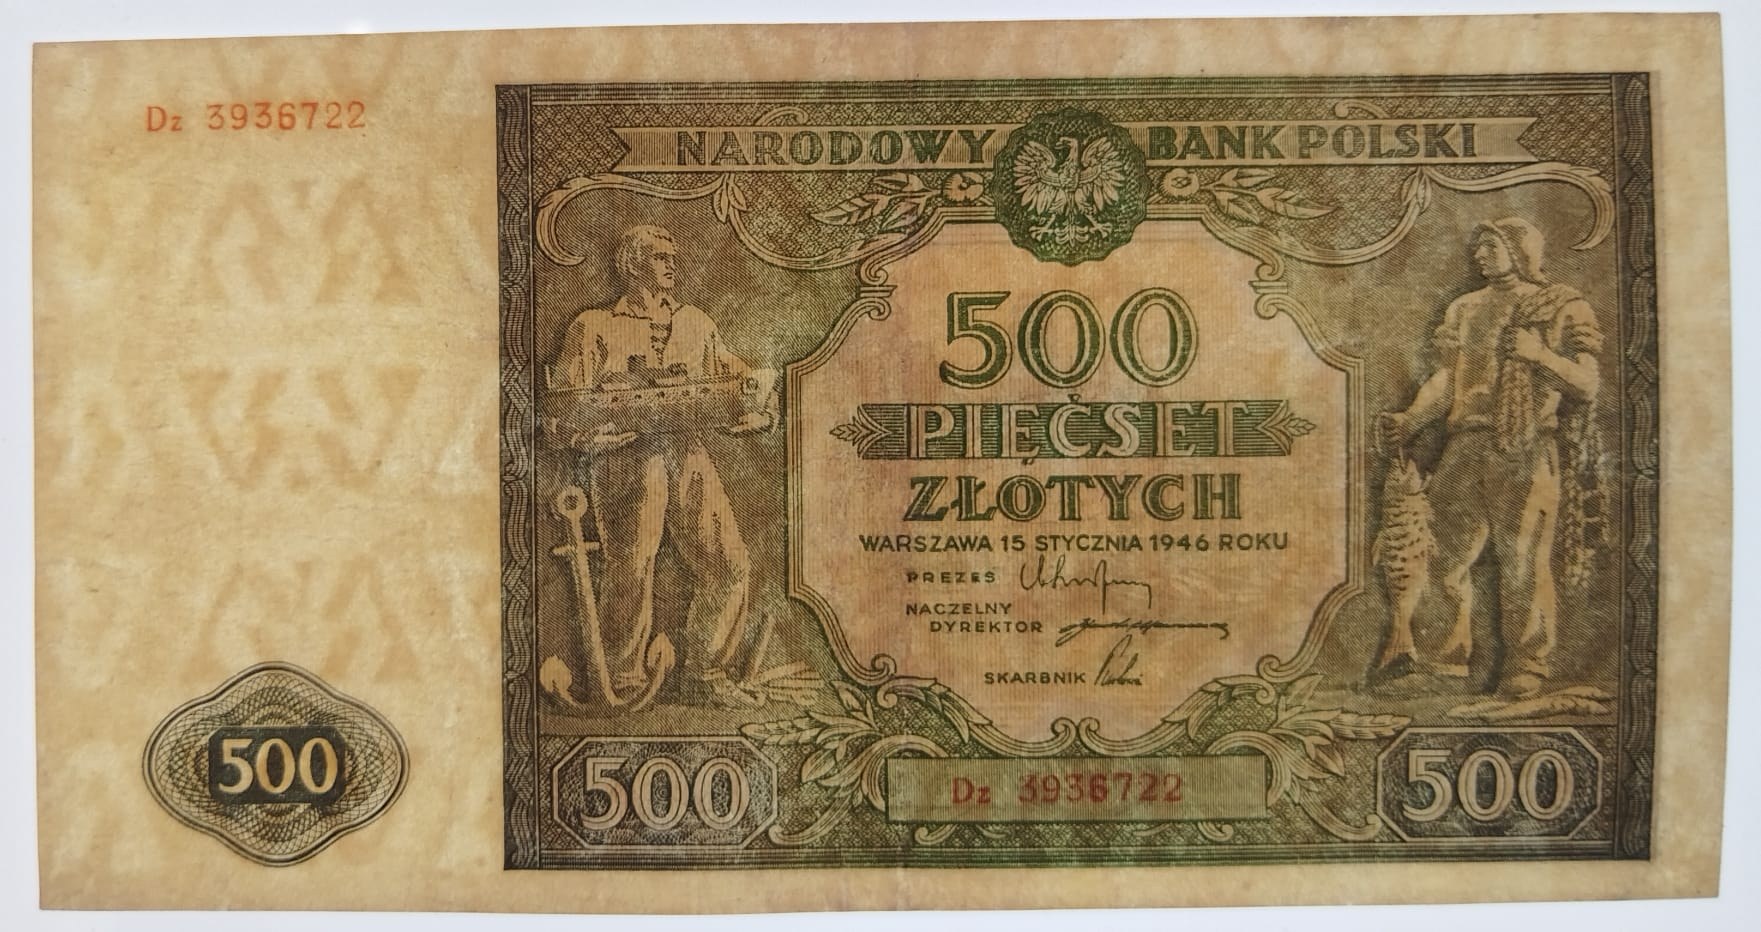 Dz 3936722
NARODOWY BANK POLSKI
500
PIĘĆSET
ZŁOTYCH
WARSZAWA 15 STYCZNIA 1946 ROKU
PREZES
NACZELNY
DYREKTOR
SKARBNIK
500
500
Dz 3936722
500